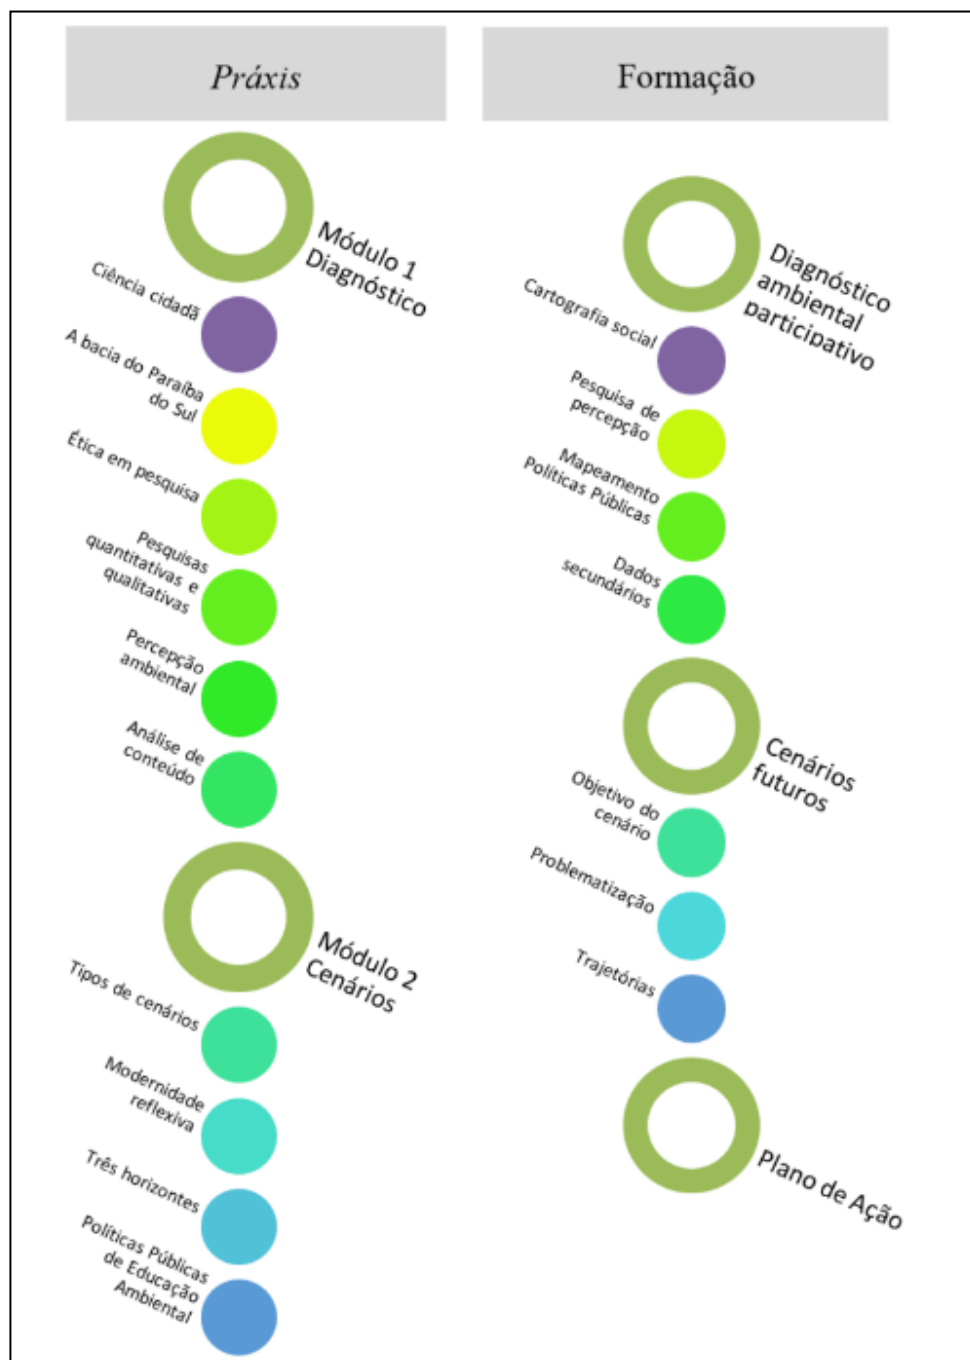 Práxis
Módulo 1
Diagnóstico
Ciência cidadã
A bacia do Paraíba
do Sul
Ética em pesquisa
Pesquisas
quantitativas e
qualitativas
Percepção
ambiental
Análise de
conteúdo
Módulo 2
Cenários
Tipos de cenários
Modernidade
reflexiva
Três horizontes
Políticas Públicas
de Educação
Ambiental
Formação
Diagnóstico
ambiental
participativo
Cartografia social
Pesquisa de
percepção
Mapeamento
Políticas Públicas
Dados
secundários
Cenários
futuros
Objetivo do
cenário
Problematização
Trajetórias
Plano de Ação